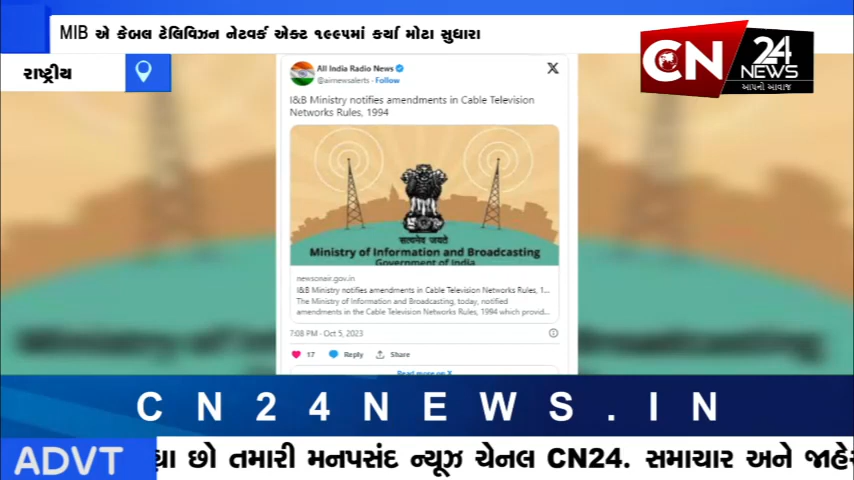 MIB એ કેબલ ટેલિવિઝન નેટવર્ક એક્ટ ૧૯૯૫માં કર્યા મોટા સુધારા
રાષ્ટ્રીય
CN 24 NEWS
આપનો અવાજ
All India Radio News
@airnewsalerts · Follow
I&B Ministry notifies amendments in Cable Television
Networks Rules, 1994
सत्यमेव जयते
Ministry of Information and Broadcasting
Government of India
newsonair.gov.in
I&B Ministry notifies amendments in Cable Television Networks Rules, 1...
The Ministry of Information and Broadcasting, today, notified
amendments in the Cable Television Networks Rules, 1994 which provid...
7:08 PM · Oct 5, 2023
17 Reply Share
Read more on X
CN24NEWS.IN
ADVT
છો તમારી મનપસંદ ન્યૂઝ ચેનલ CN24. સમાચાર અને